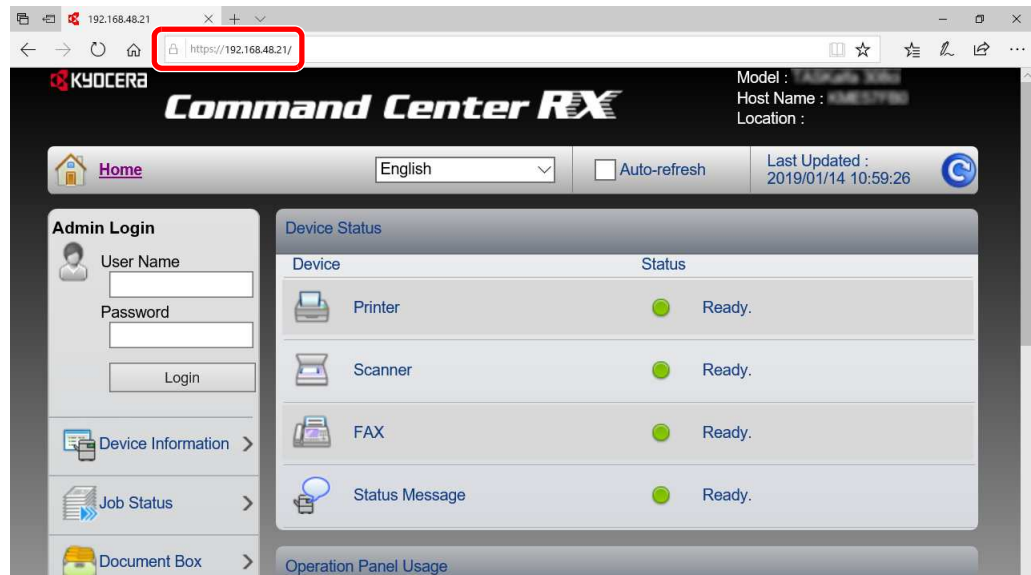 192.168.48.21
https://192.168.48.21/
KYOCERA
Command Center RX
Model :
Host Name :
Location :
Home
English
Auto-refresh
Last Updated :
2019/01/14 10:59:26
Admin Login
User Name
Password
Login
Device Information
Job Status
Document Box
Device Status
Device Status
Printer Ready.
Scanner Ready.
FAX Ready.
Status Message Ready.
Operation Panel Usage